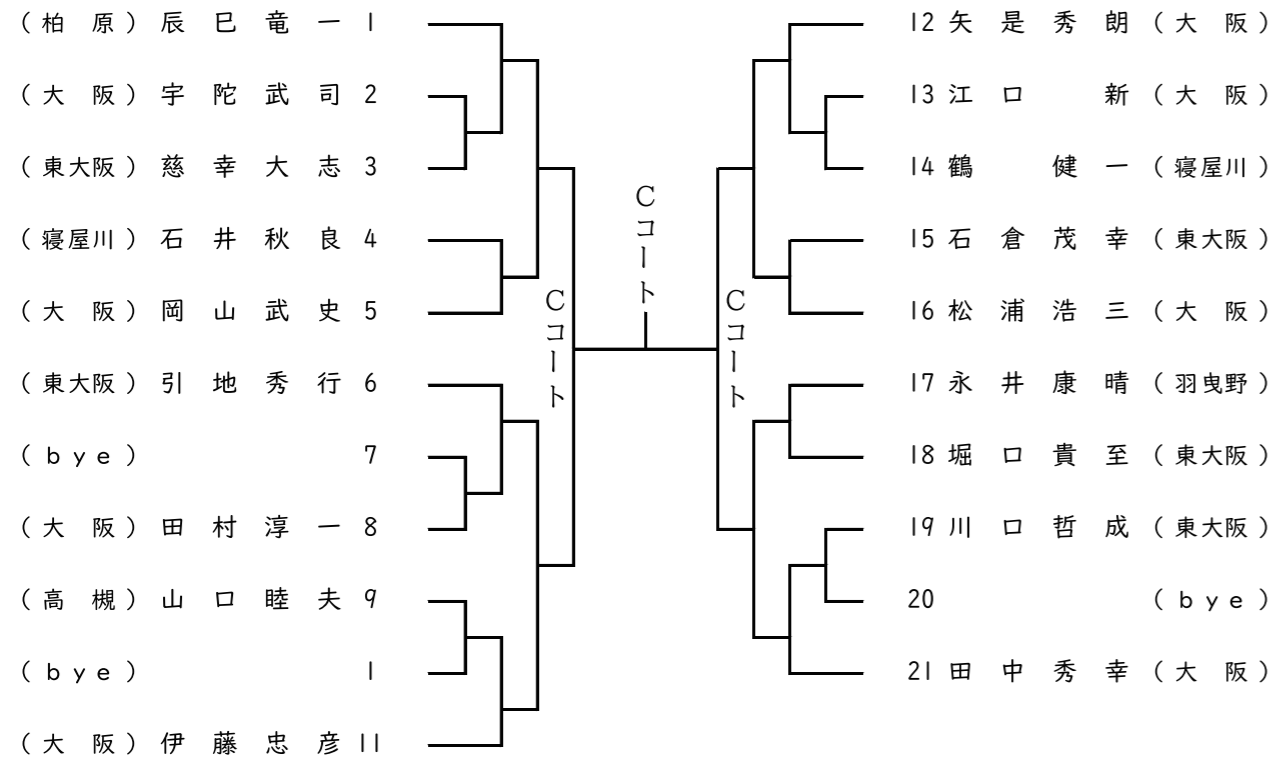 (柏 原) 辰巳竜一 1
(大 阪) 宇陀武司 2
(東大阪) 慈幸大志 3
(寝屋川) 石井秋良 4
(大 阪) 岡山武史 5
(東大阪) 引地秀行 6
(bye) 7
(大 阪) 田村淳一 8
(高 槻) 山口睦夫 9
(bye) 1
(大 阪) 伊藤忠彦 11
Cコート
Cコート
Cコート
12 矢是秀朗 (大 阪)
13 江口 新 (大 阪)
14 鶴 健一 (寝屋川)
15 石倉茂幸 (東大阪)
16 松浦浩三 (大 阪)
17 永井康晴 (羽曳野)
18 堀口貴至 (東大阪)
19 川口哲成 (東大阪)
20 (bye)
21 田中秀幸 (大 阪)